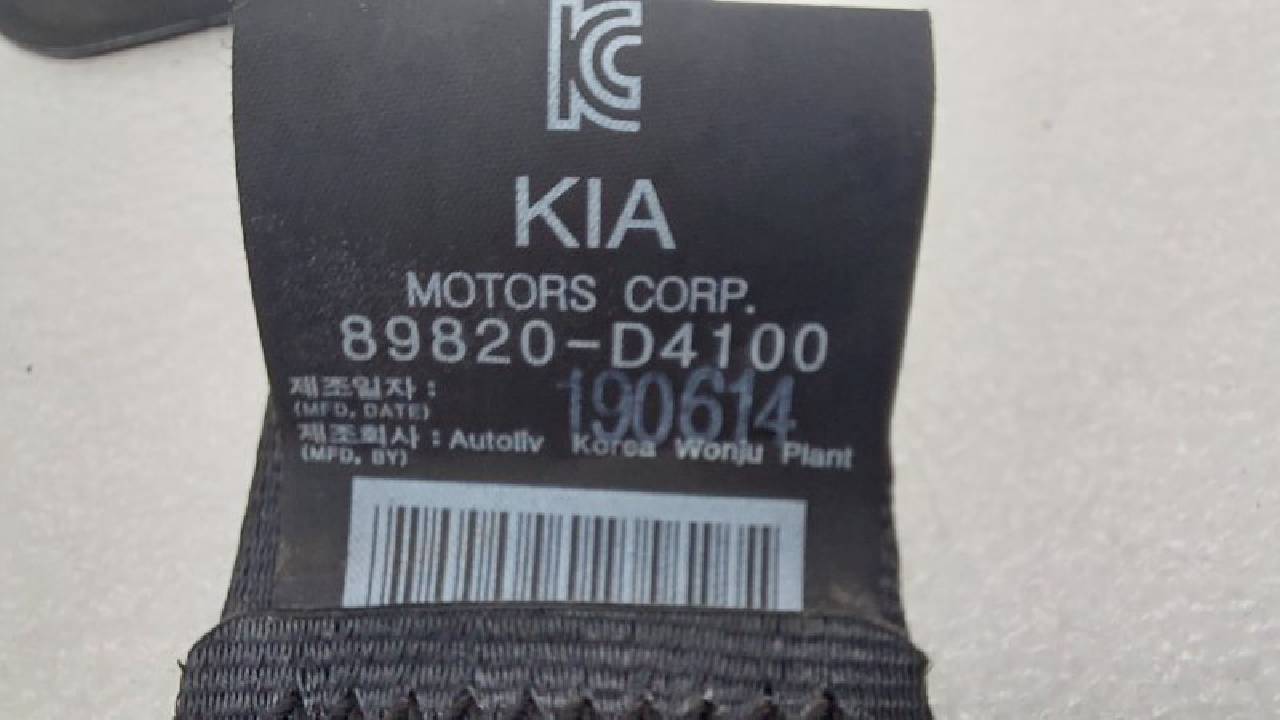 KC
KIA
MOTORS CORP.
89820-D4100
제조일자 : 190614
(MFD, DATE)
제조회사 : Autoliv Korea Wonju Plant
(MFD, BY)